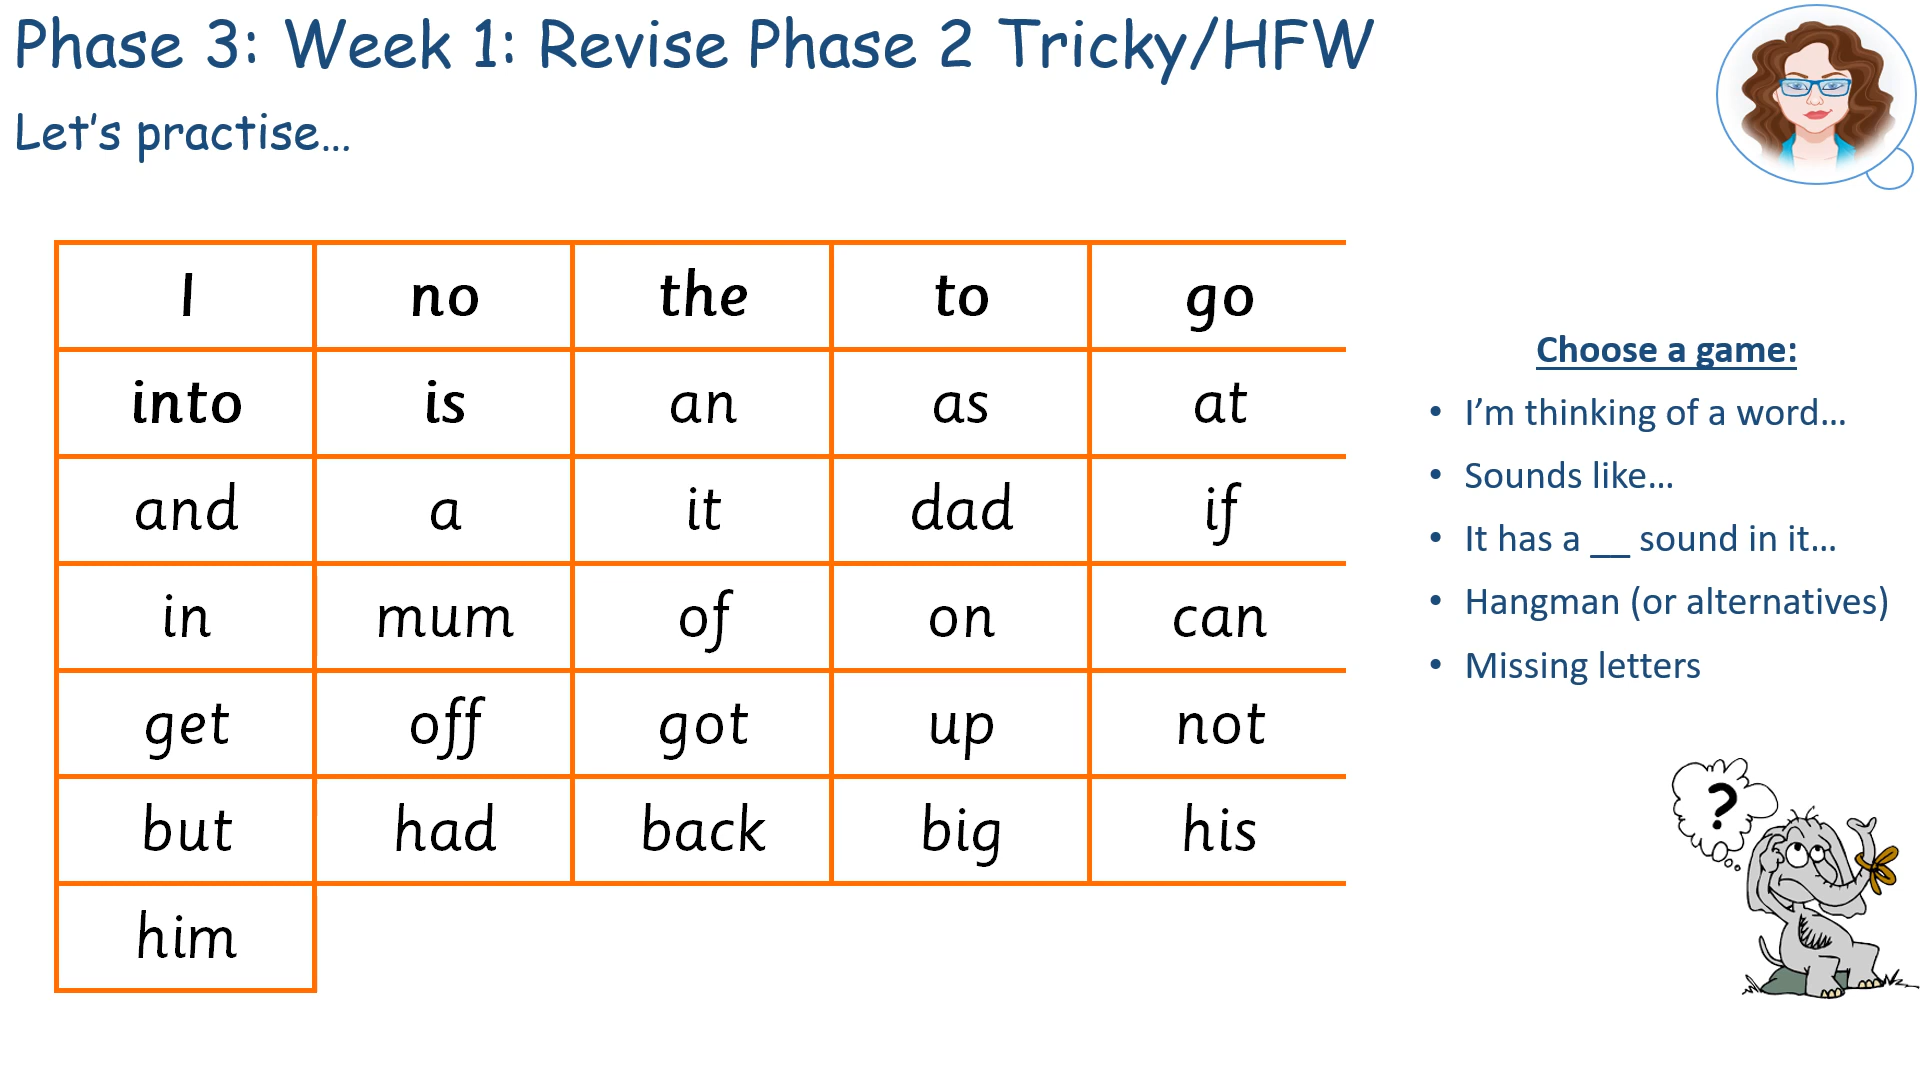 Phase 3: Week 1: Revise Phase 2 Tricky/HFW
Let's practise…
I no the to go
into is an as at
and a it dad if
in mum of on can
get off got up not
but had back big his
him
Choose a game:
• I'm thinking of a word…
• Sounds like…
• It has a __ sound in it…
• Hangman (or alternatives)
• Missing letters
?